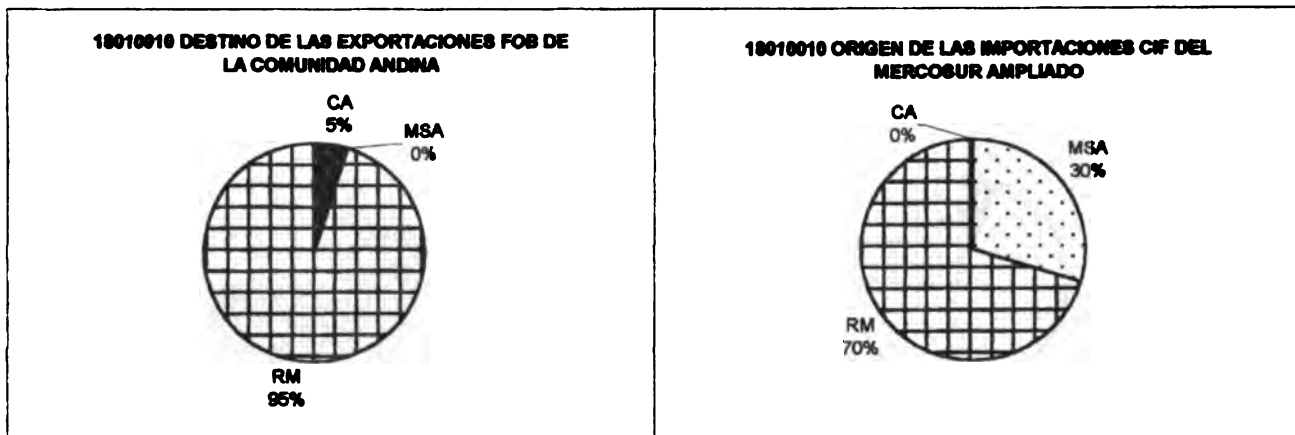 18010010 DESTINO DE LAS EXPORTACIONES FOB DE
LA COMUNIDAD ANDINA
CA
5%
MSA
0%
RM
95%
18010010 ORIGEN DE LAS IMPORTACIONES CIF DEL
MERCOSUR AMPLIADO
CA
0%
MSA
30%
RM
70%